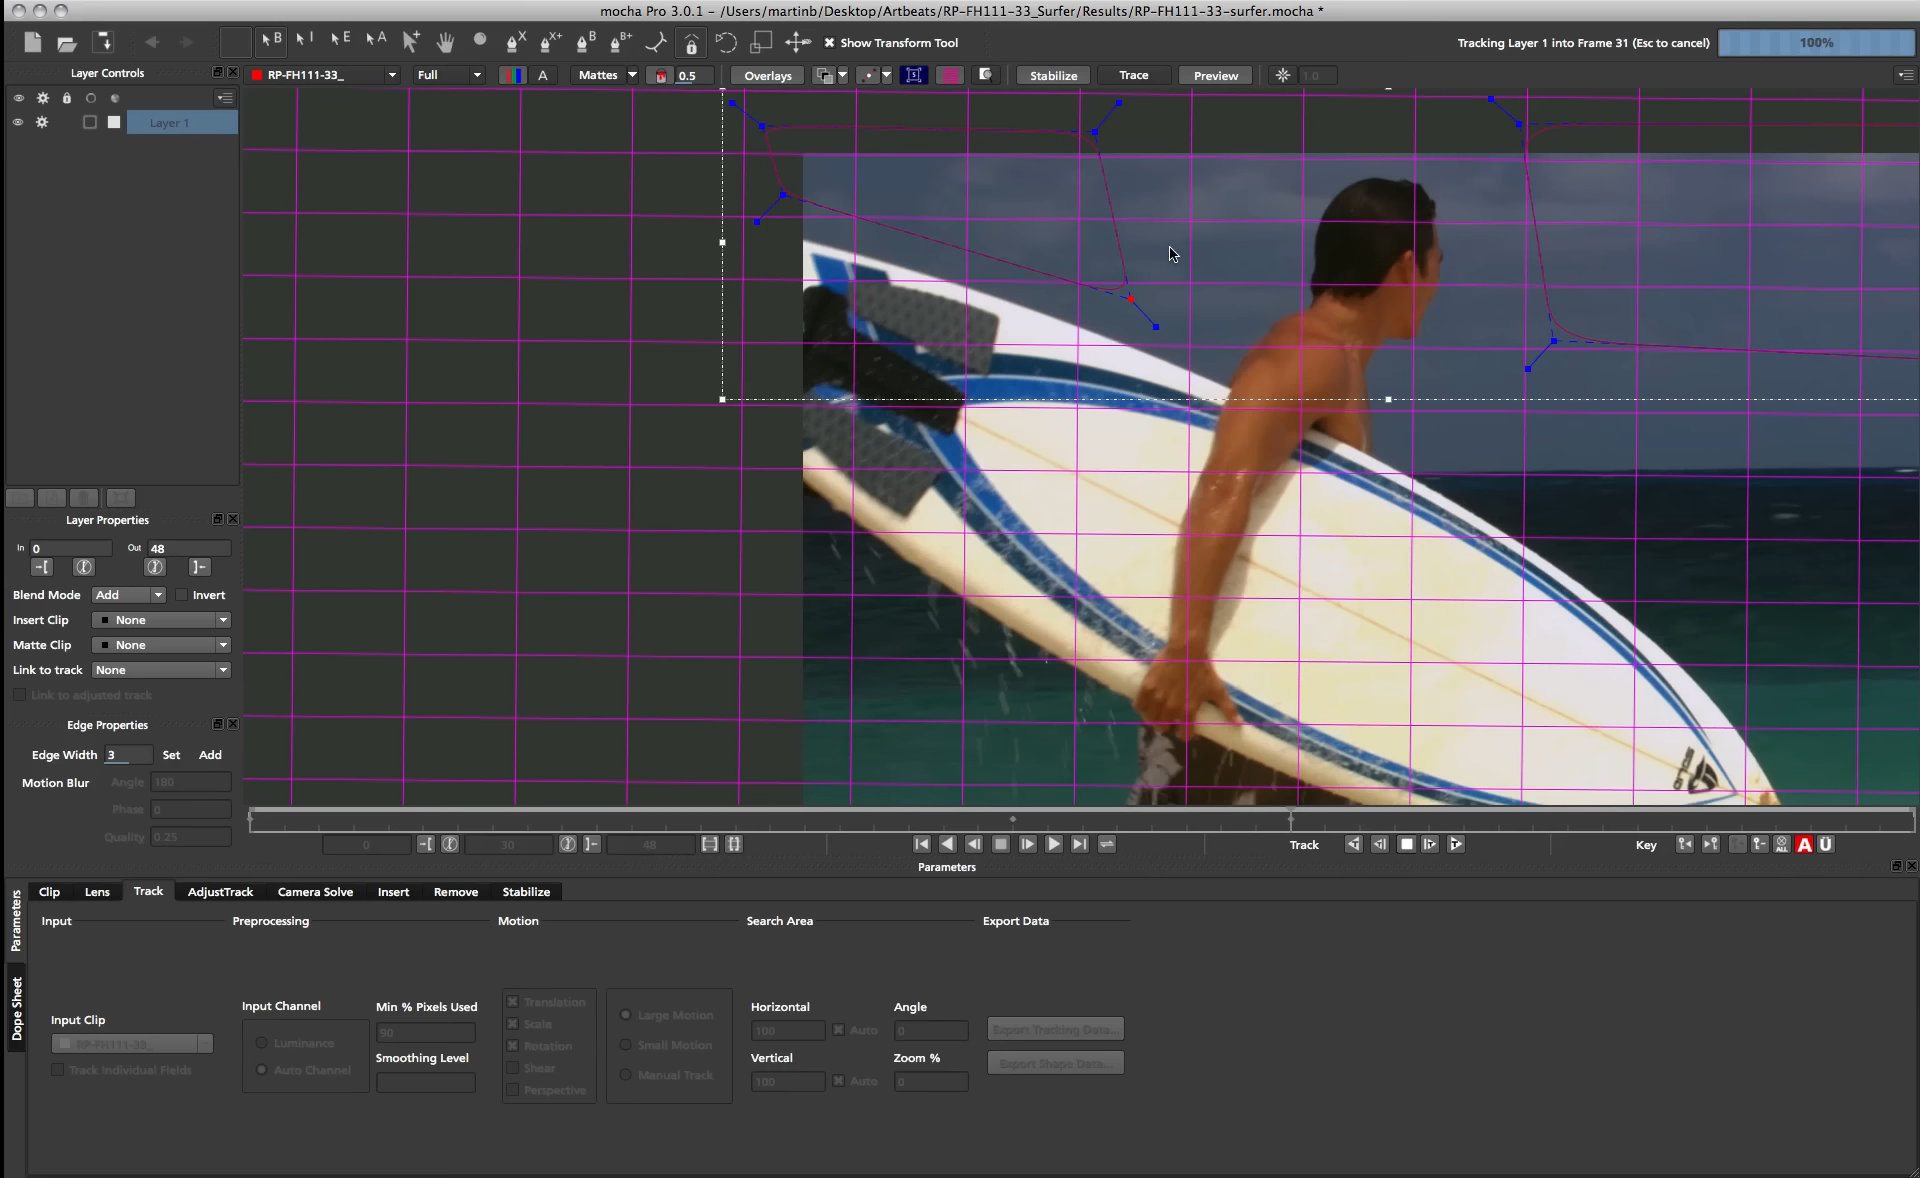 mocha Pro 3.0.1 – /Users/martinb/Desktop/Artbeats/RP-FH111-33_Surfer/Results/RP-FH111-33-surfer.mocha *
B I E A X X+ B B+
Show Transform Tool
Tracking Layer 1 into Frame 31 (Esc to cancel) 100%
Layer Controls
RP-FH111-33_ Full A Mattes 0.5 Overlays Stabilize Trace Preview 1.0
Layer 1
Layer Properties
In 0 Out 48
Blend Mode Add Invert
Insert Clip None
Matte Clip None
Link to track None
Link to adjusted track
Edge Properties
Edge Width 3 Set Add
Motion Blur Angle 180
Phase 0
Quality 0.25
0 30 48 Track Key ALL A Ü
Parameters
Parameters
Dope Sheet
Clip Lens Track AdjustTrack Camera Solve Insert Remove Stabilize
Input Preprocessing Motion Search Area Export Data
Input Clip
RP-FH111-33_
Track Individual Fields
Input Channel
Luminance
Auto Channel
Min % Pixels Used
90
Smoothing Level
Translation
Scale
Rotation
Shear
Perspective
Large Motion
Small Motion
Manual Track
Horizontal
100 Auto
Vertical
100 Auto
Angle
0
Zoom %
0
Export Tracking Data...
Export Shape Data...